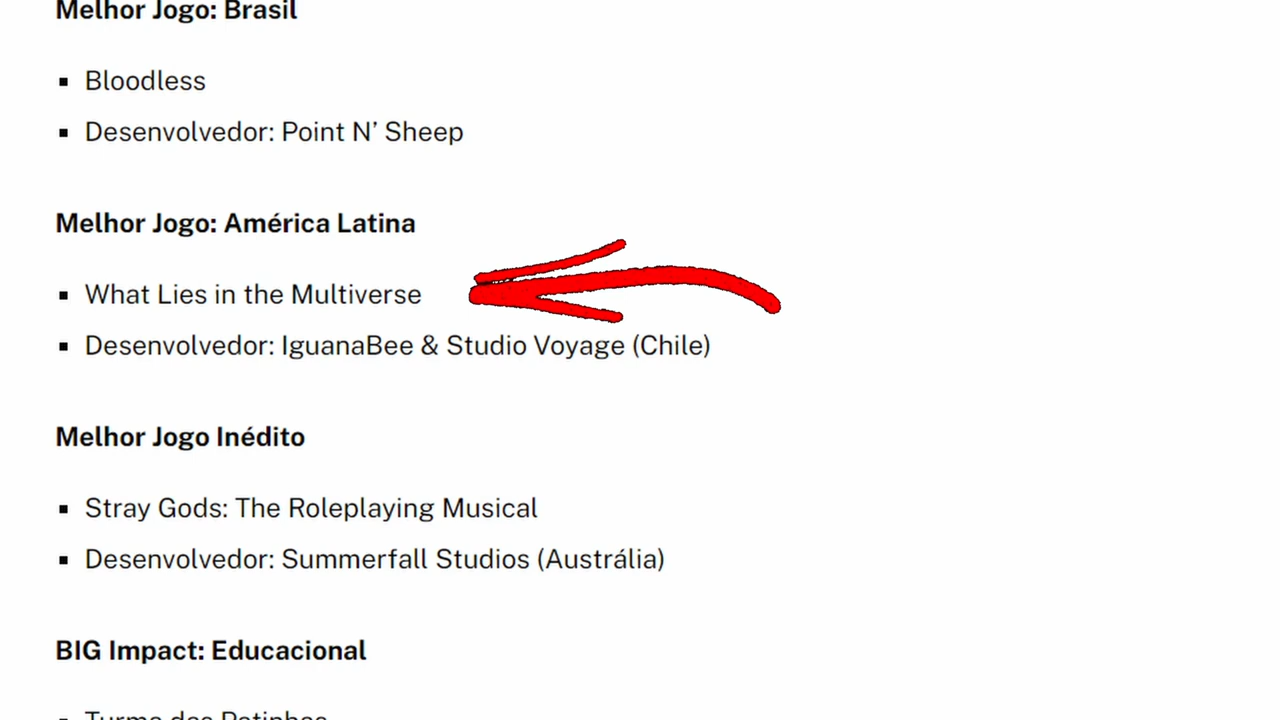 Melhor Jogo: Brasil
Bloodless
Desenvolvedor: Point N’ Sheep
Melhor Jogo: América Latina
What Lies in the Multiverse
Desenvolvedor: IguanaBee & Studio Voyage (Chile)
Melhor Jogo Inédito
Stray Gods: The Roleplaying Musical
Desenvolvedor: Summerfall Studios (Austrália)
BIG Impact: Educacional